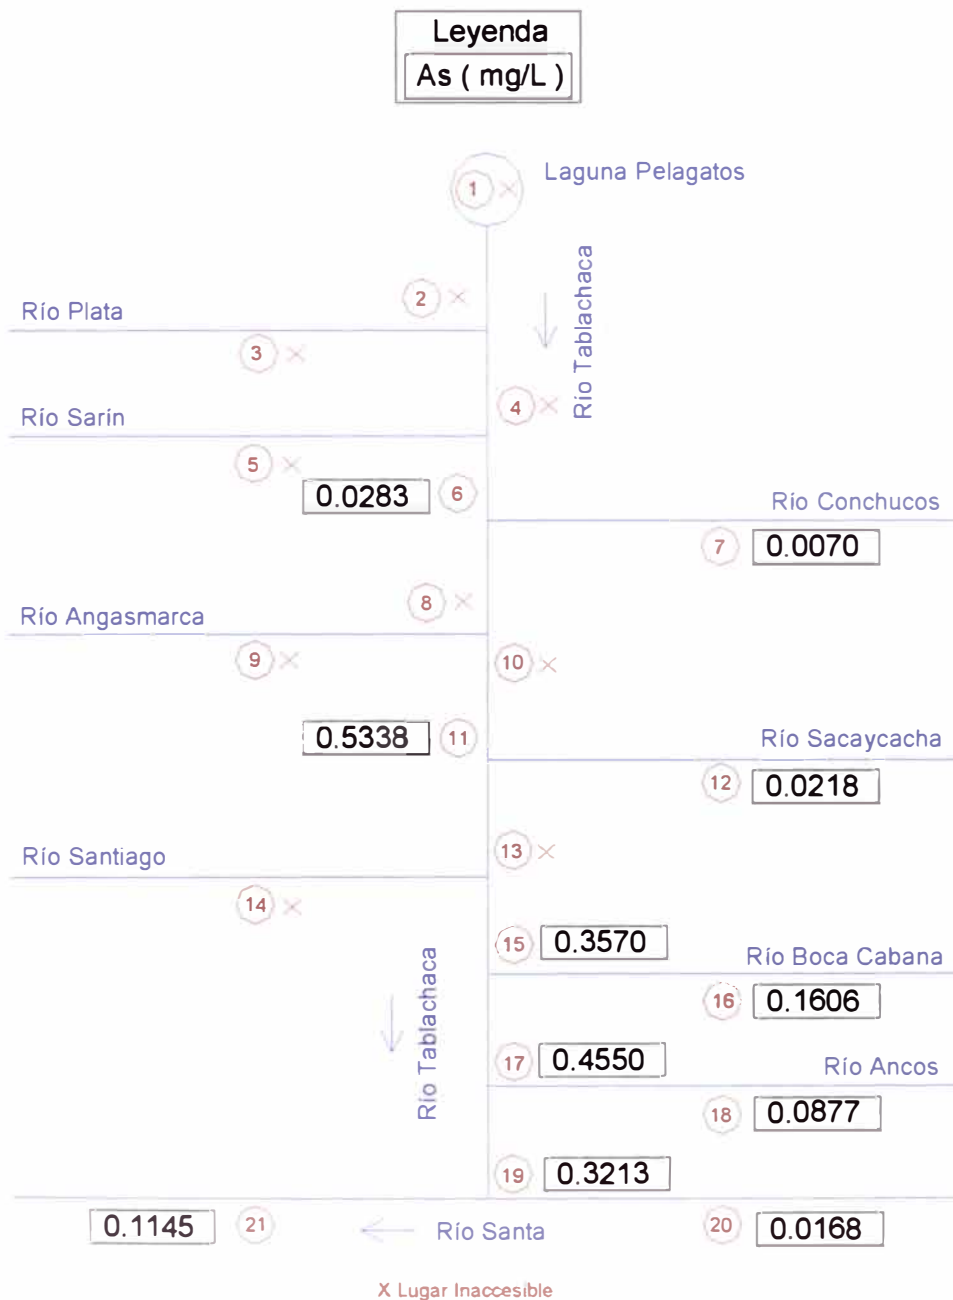 Leyenda
As ( mg/L )
1 × Laguna Pelagatos
Río Tablachaca
2 ×
Río Plata
3 ×
4 ×
Río Sarín
5 ×
0.0283 6
Río Conchucos
7 0.0070
8 ×
Río Angasmarca
9 ×
10 ×
0.5338 11
Río Sacaycacha
12 0.0218
13 ×
Río Santiago
14 ×
15 0.3570
Río Boca Cabana
16 0.1606
Río Tablachaca
17 0.4550
Río Ancos
18 0.0877
19 0.3213
0.1145 21
Río Santa
20 0.0168
X Lugar Inaccesible